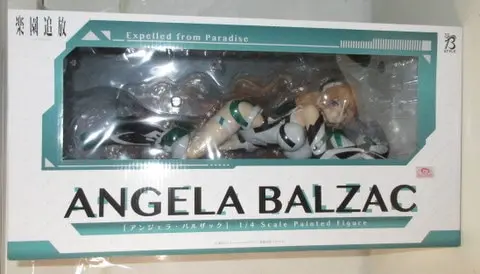 楽園追放
Expelled from Paradise
ANGELA BALZAC
[アンジェラ・バルザック] 1/4 Scale Painted Figure